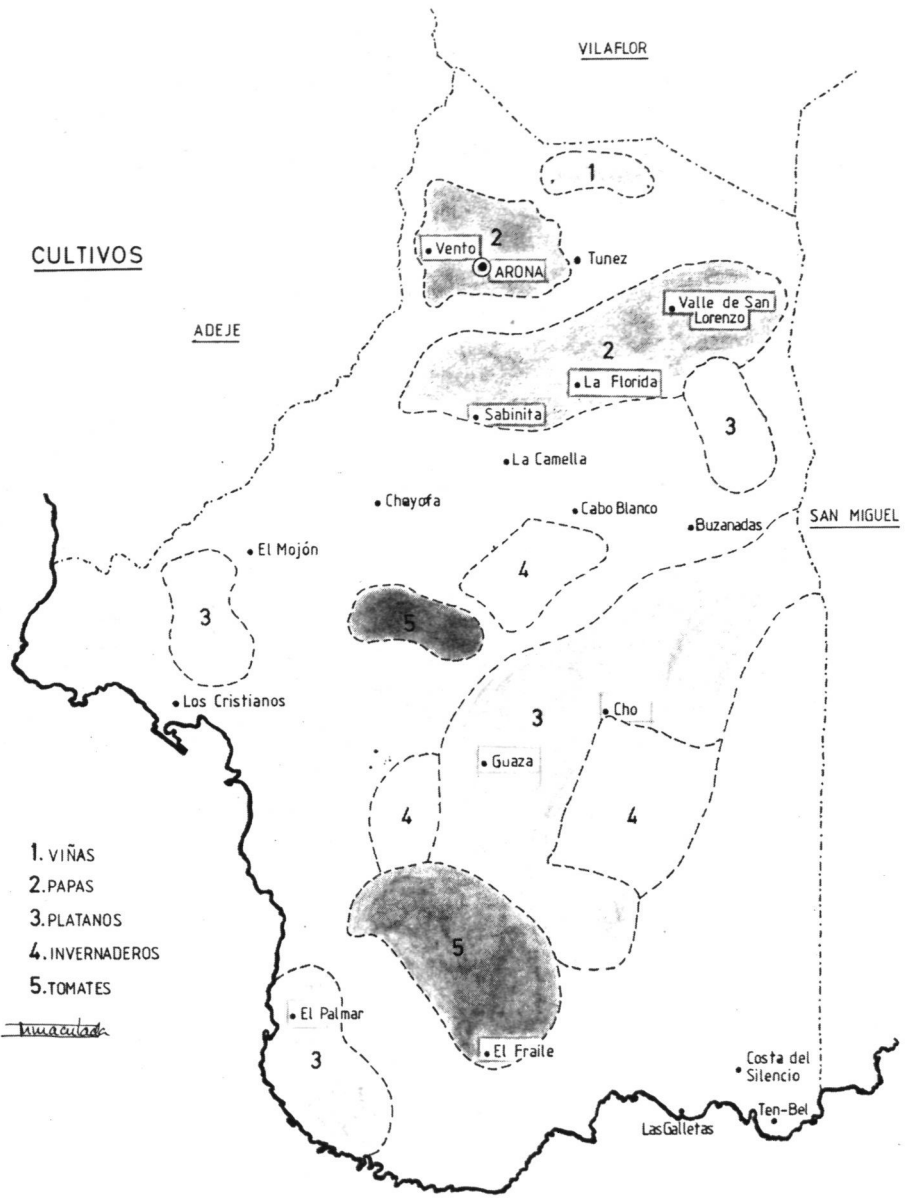 VILAFLOR
1
CULTIVOS
2
Vento
ARONA
Tunez
ADEJE
Valle de San
Lorenzo
2
La Florida
Sabinita
3
La Camella
Chayofa
Cabo Blanco
Buzanadas
SAN MIGUEL
El Mojón
4
3
5
Los Cristianos
3
Cho
Guaza
4
4
1. VIÑAS
2. PAPAS
3. PLATANOS
4. INVERNADEROS
5. TOMATES
Inmaculada
5
El Palmar
3
El Fraile
Costa del
Silencio
Ten-Bel
Las Galletas